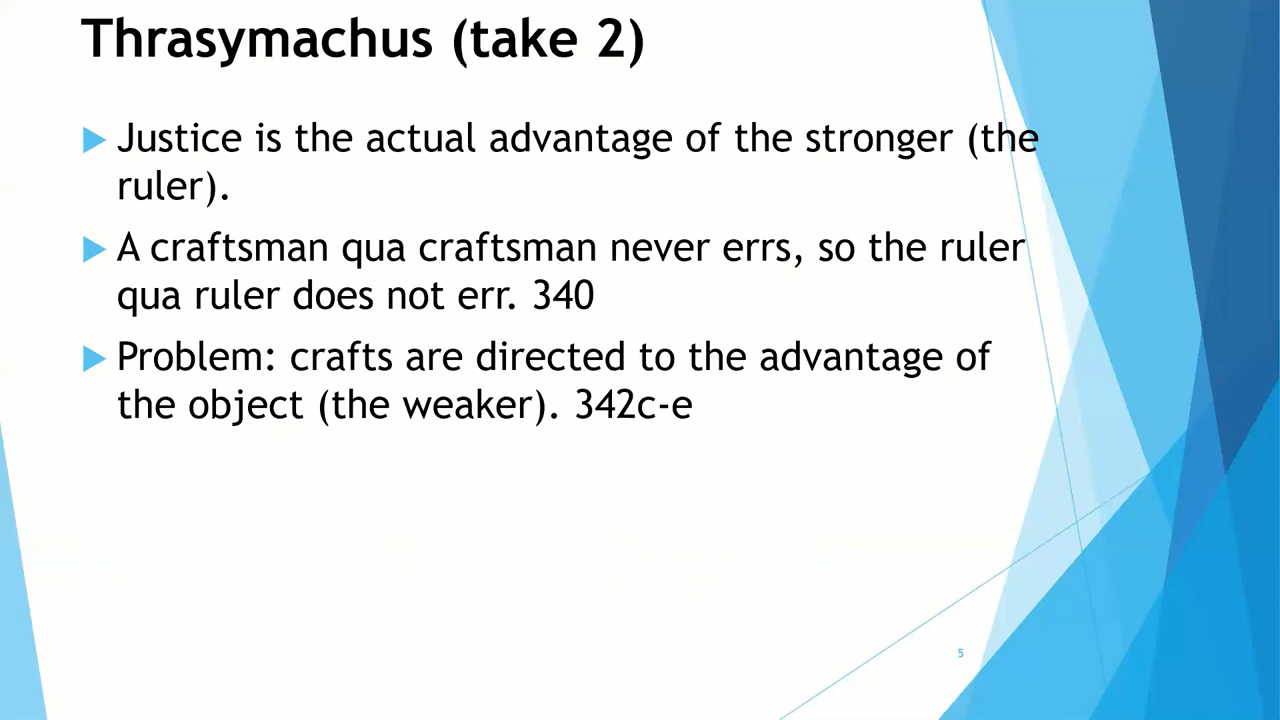 Thrasymachus (take 2)
Justice is the actual advantage of the stronger (the
ruler).
A craftsman qua craftsman never errs, so the ruler
qua ruler does not err. 340
Problem: crafts are directed to the advantage of
the object (the weaker). 342c-e
5